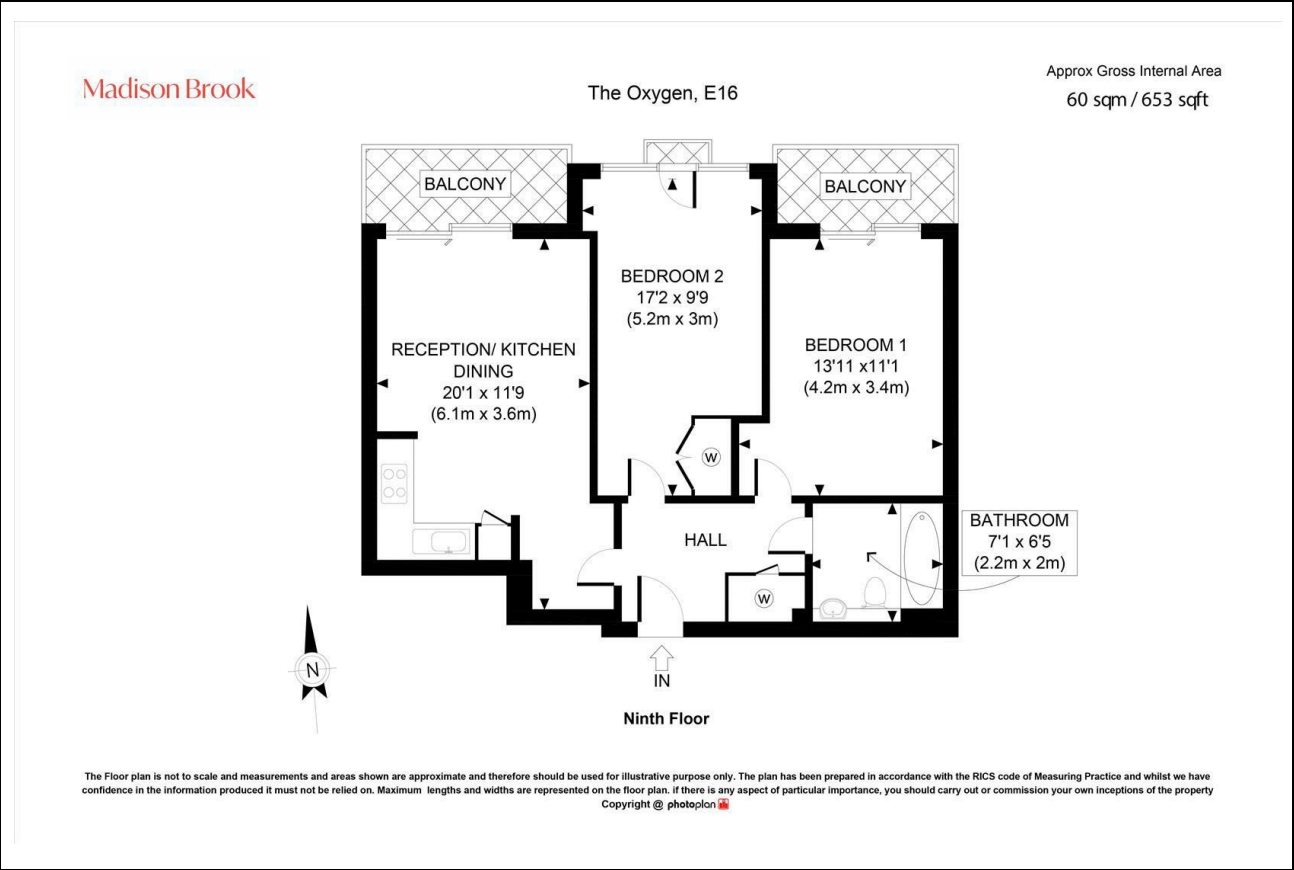 Madison Brook
The Oxygen, E16
Approx Gross Internal Area
60 sqm / 653 sqft
BALCONY
BALCONY
BEDROOM 2
17'2 x 9'9
(5.2m x 3m)
RECEPTION/ KITCHEN
DINING
20'1 x 11'9
(6.1m x 3.6m)
BEDROOM 1
13'11 x11'1
(4.2m x 3.4m)
W
HALL
BATHROOM
7'1 x 6'5
(2.2m x 2m)
W
N
IN
Ninth Floor
The Floor plan is not to scale and measurements and areas shown are approximate and therefore should be used for illustrative purpose only. The plan has been prepared in accordance with the RICS code of Measuring Practice and whilst we have
confidence in the information produced it must not be relied on. Maximum lengths and widths are represented on the floor plan. if there is any aspect of particular importance, you should carry out or commission your own inceptions of the property
Copyright @ photoplan